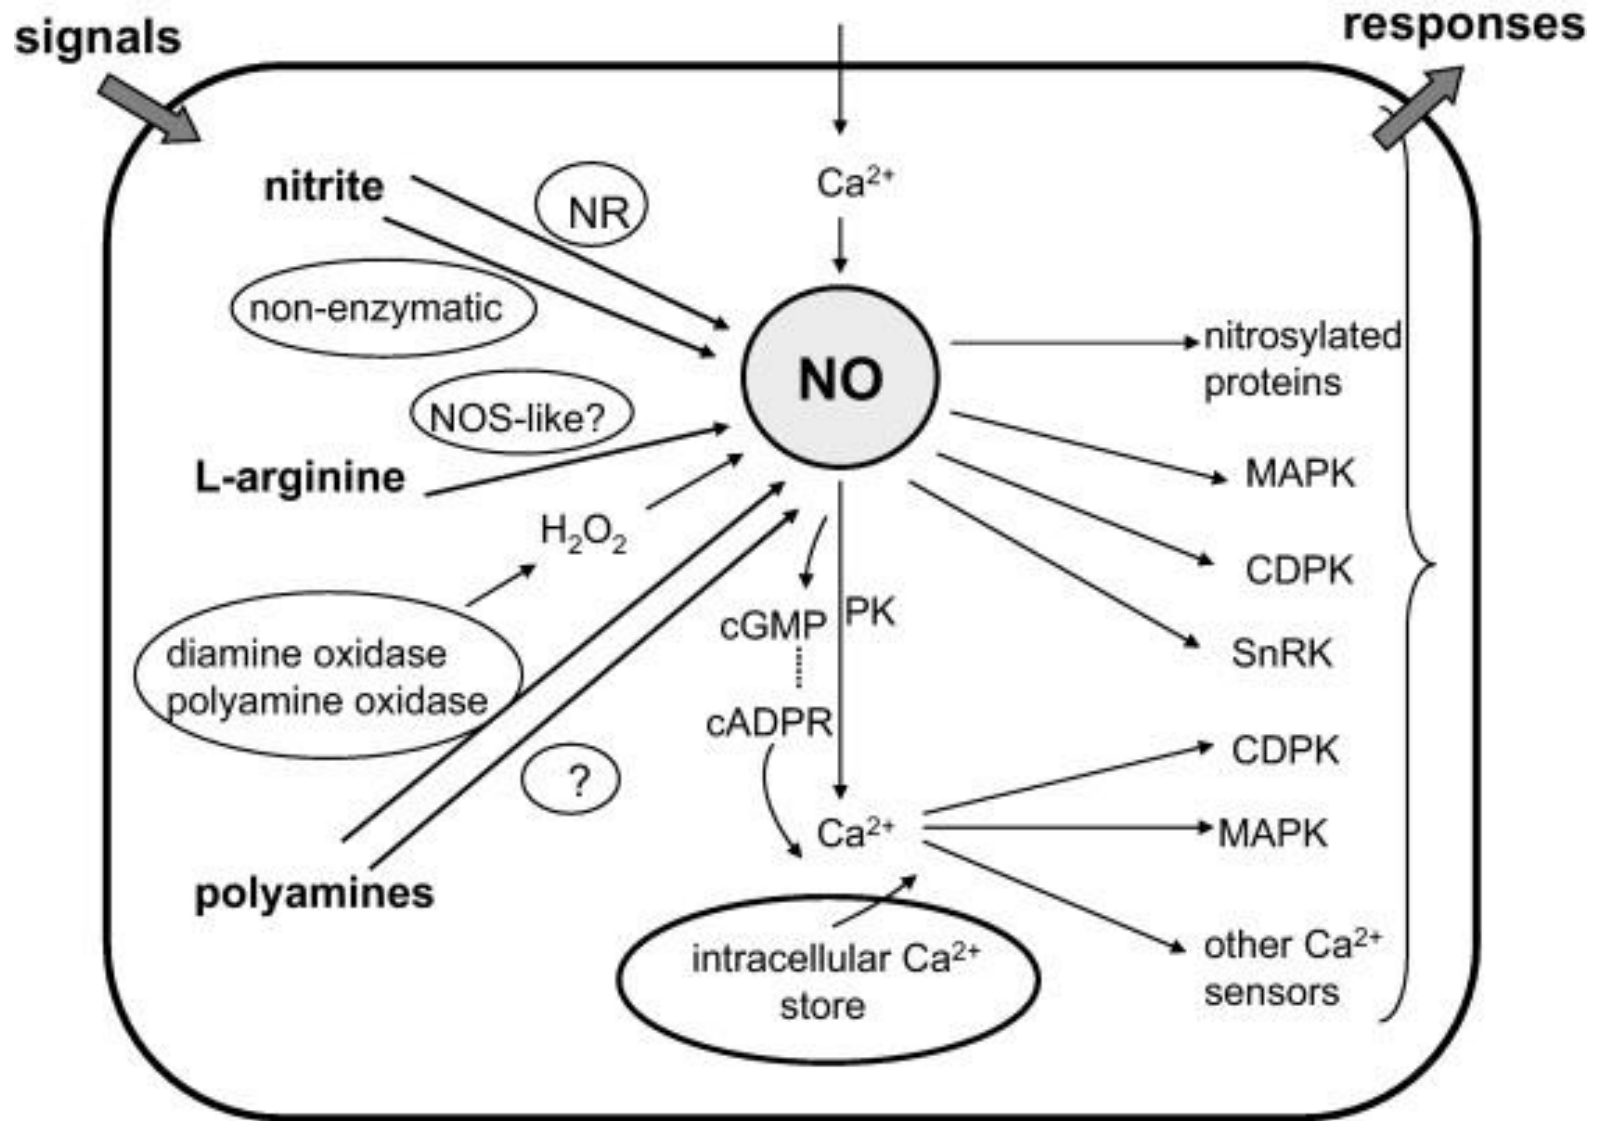 signals
responses
Ca²⁺
nitrite
NR
non-enzymatic
NO
nitrosylated
proteins
NOS-like?
L-arginine
MAPK
H₂O₂
CDPK
cGMP
PK
SnRK
diamine oxidase
polyamine oxidase
cADPR
CDPK
?
Ca²⁺
MAPK
polyamines
other Ca²⁺
sensors
intracellular Ca²⁺
store